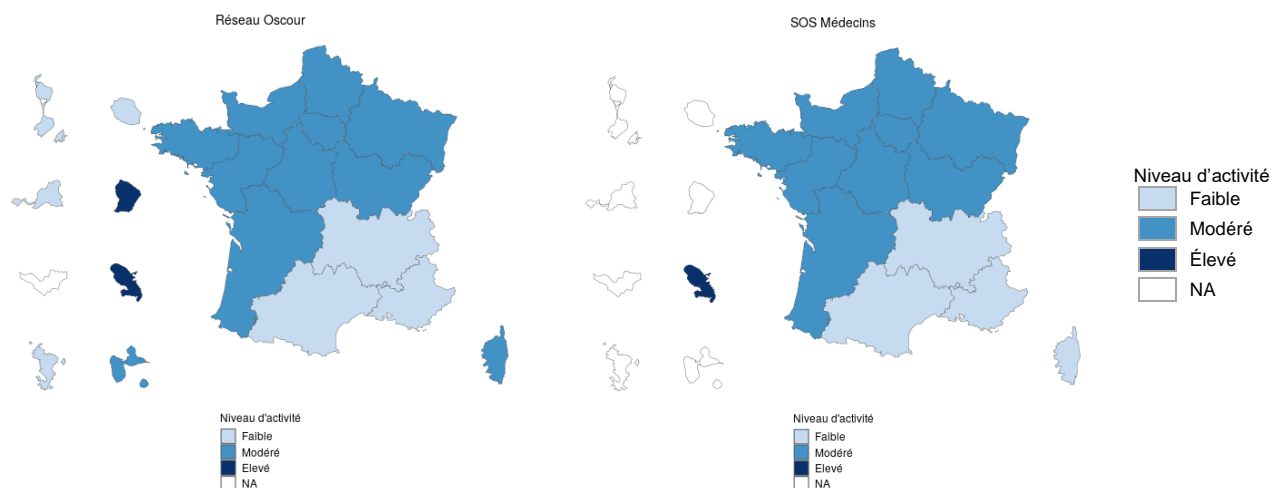 Réseau Oscour
SOS Médecins
Niveau d'activité
Faible
Modéré
Elevé
NA
Niveau d'activité
Faible
Modéré
Elevé
NA
Niveau d’activité
Faible
Modéré
Élevé
NA